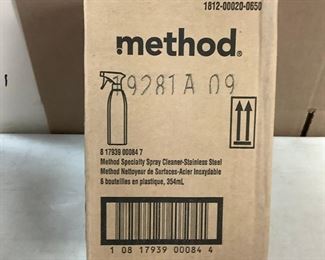 1812-00020-0650
method®
19281A 09
8 17939 00084 7
Method Specialty Spray Cleaner-Stainless Steel
Method Nettoyeur de Surfaces-Acier Inoxydable
6 bouteilles en plastique, 354mL
1 08 17939 00084 4